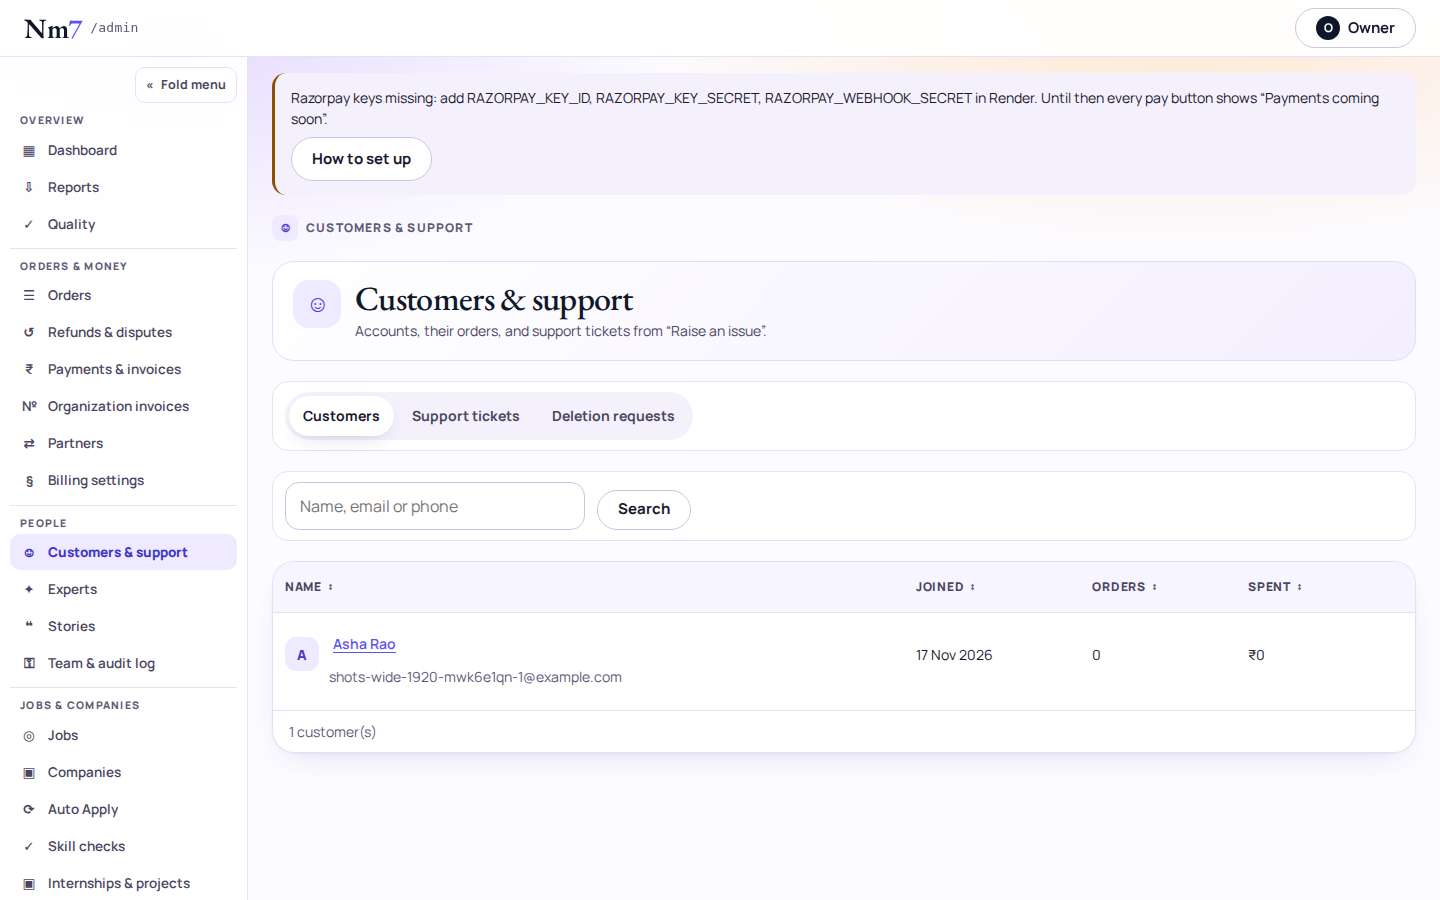 Nm7 /admin
O Owner
« Fold menu
OVERVIEW
Dashboard
Reports
Quality
ORDERS & MONEY
Orders
Refunds & disputes
₹ Payments & invoices
Nº Organization invoices
Partners
§ Billing settings
PEOPLE
Customers & support
Experts
Stories
Team & audit log
JOBS & COMPANIES
Jobs
Companies
Auto Apply
Skill checks
Internships & projects
Razorpay keys missing: add RAZORPAY_KEY_ID, RAZORPAY_KEY_SECRET, RAZORPAY_WEBHOOK_SECRET in Render. Until then every pay button shows “Payments coming
soon”.
How to set up
CUSTOMERS & SUPPORT
Customers & support
Accounts, their orders, and support tickets from “Raise an issue”.
Customers Support tickets Deletion requests
Name, email or phone Search
NAME JOINED ORDERS SPENT
A Asha Rao 17 Nov 2026 0 ₹0
shots-wide-1920-mwk6e1qn-1@example.com
1 customer(s)